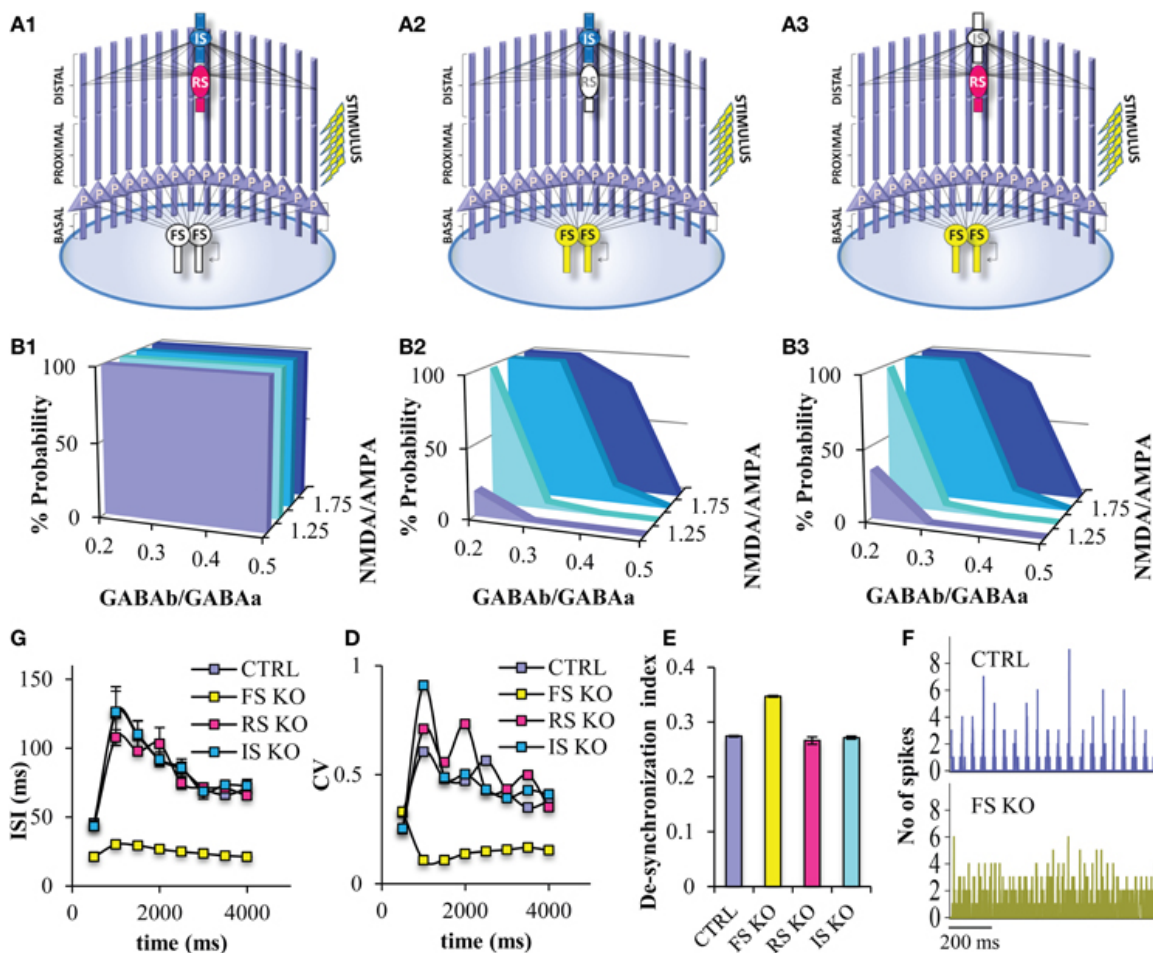 A1
IS
RS
DISTAL
PROXIMAL
BASAL
STIMULUS
P P P P P P P P P P P P P P P P
FS FS
A2
IS
RS
DISTAL
PROXIMAL
BASAL
STIMULUS
P P P P P P P P P P P P P P P P
FS FS
A3
IS
RS
DISTAL
PROXIMAL
BASAL
STIMULUS
P P P P P P P P P P P P P P P P
FS FS
B1
% Probability
100
50
0
0.2 0.3 0.4 0.5
GABAb/GABAa
1.25 1.75
NMDA/AMPA
B2
% Probability
100
50
0
0.2 0.3 0.4 0.5
GABAb/GABAa
1.25 1.75
NMDA/AMPA
B3
% Probability
100
50
0
0.2 0.3 0.4 0.5
GABAb/GABAa
1.25 1.75
NMDA/AMPA
G
ISI (ms)
150
100
50
0
0 2000 4000
time (ms)
CTRL
FS KO
RS KO
IS KO
D
CV
1
0.5
0
0 2000 4000
time (ms)
CTRL
FS KO
RS KO
IS KO
E
De-synchronization index
0.4
0.3
0.2
0.1
0
CTRL FS KO RS KO IS KO
F
No of spikes
CTRL
8
6
4
2
0
FS KO
8
6
4
2
0
200 ms